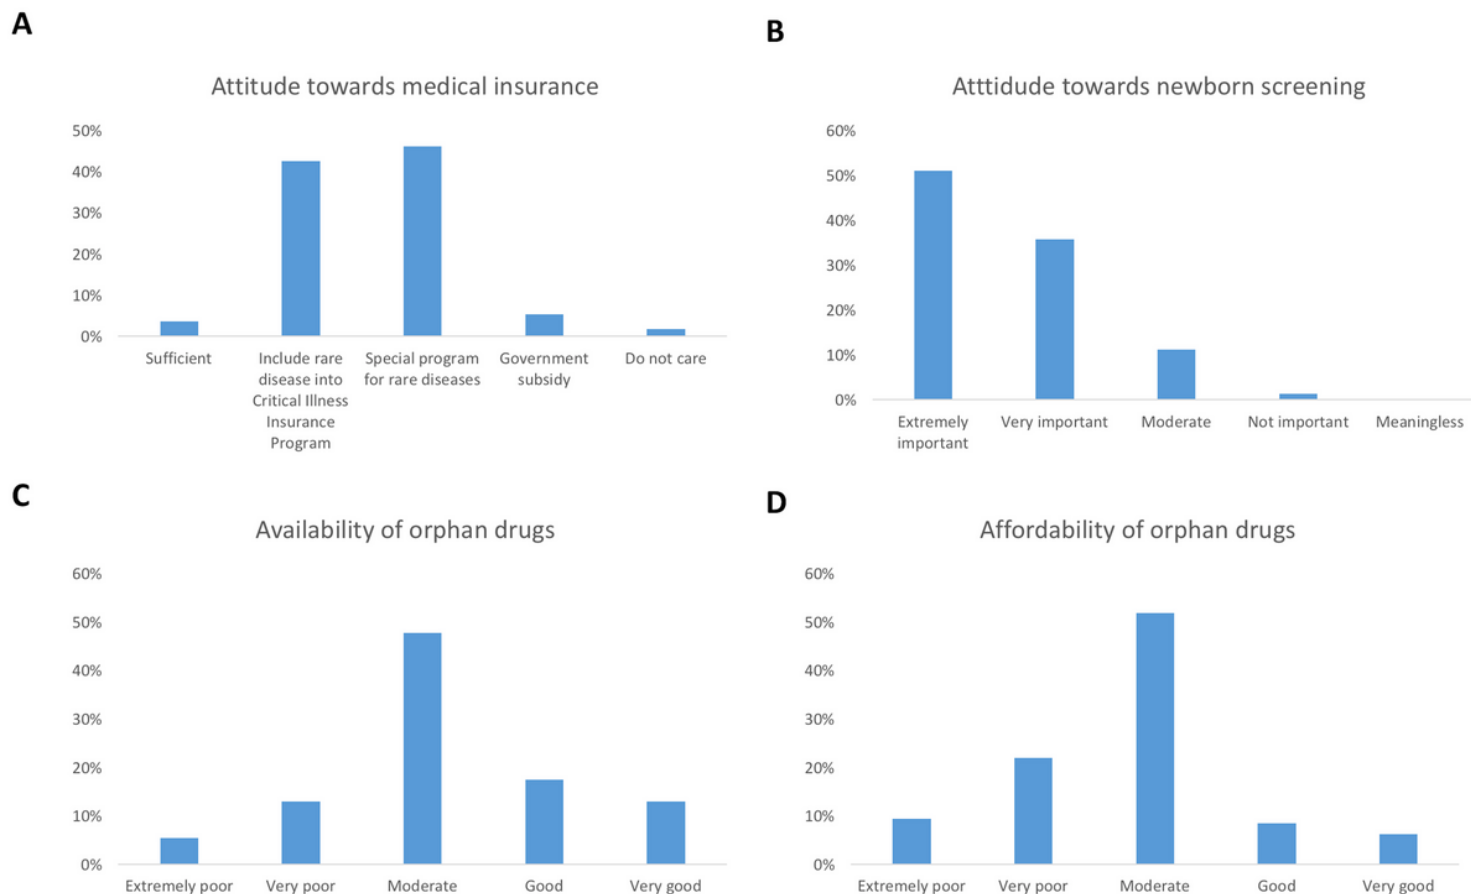 A
Attitude towards medical insurance
50%
40%
30%
20%
10%
0%
Sufficient
Include rare
disease into
Critical Illness
Insurance
Program
Special program
for rare diseases
Government
subsidy
Do not care
B
Atttidude towards newborn screening
60%
50%
40%
30%
20%
10%
0%
Extremely
important
Very important
Moderate
Not important
Meaningless
C
Availability of orphan drugs
60%
50%
40%
30%
20%
10%
0%
Extremely poor
Very poor
Moderate
Good
Very good
D
Affordability of orphan drugs
60%
50%
40%
30%
20%
10%
0%
Extremely poor
Very poor
Moderate
Good
Very good